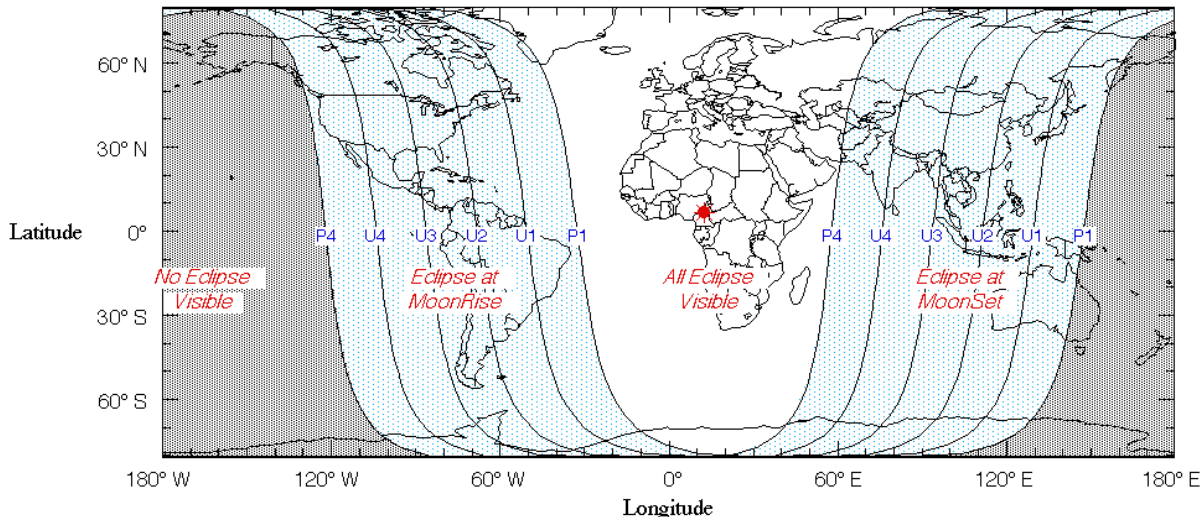 60° N
30° N
Latitude
0°
30° S
60° S
P4 U4 U3 U2 U1 P1 P4 U4 U3 U2 U1 P1
No Eclipse
Visible
Eclipse at
MoonRise
All Eclipse
Visible
Eclipse at
MoonSet
180° W 120° W 60° W 0° 60° E 120° E 180° E
Longitude